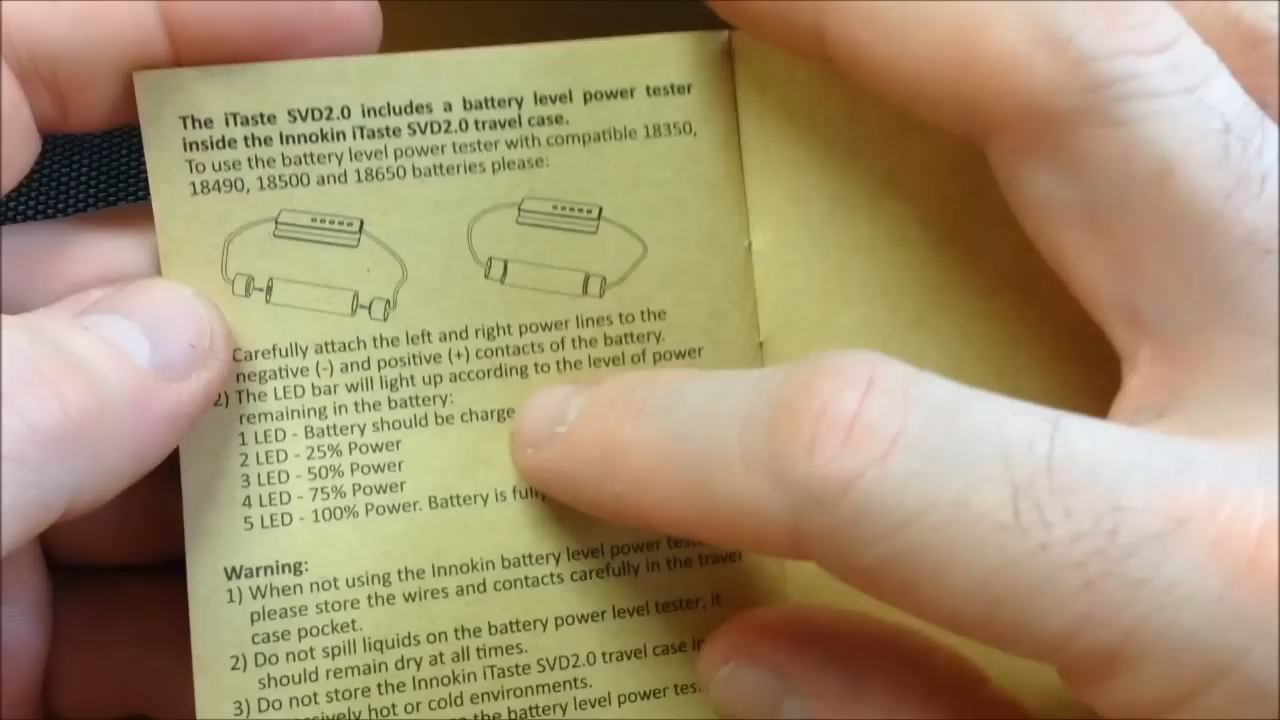 The iTaste SVD2.0 includes a battery level power tester
inside the Innokin iTaste SVD2.0 travel case.
To use the battery level power tester with compatible 18350,
18490, 18500 and 18650 batteries please:
Carefully attach the left and right power lines to the
negative (-) and positive (+) contacts of the battery.
2) The LED bar will light up according to the level of power
remaining in the battery:
1 LED - Battery should be charge
2 LED - 25% Power
3 LED - 50% Power
4 LED - 75% Power
5 LED - 100% Power. Battery is fully
Warning:
1) When not using the Innokin battery level power
please store the wires and contacts carefully in the travel
case pocket.
2) Do not spill liquids on the battery power level tester; it
should remain dry at all times.
3) Do not store the Innokin iTaste SVD2.0 travel case in
hot or cold environments.
the battery level power